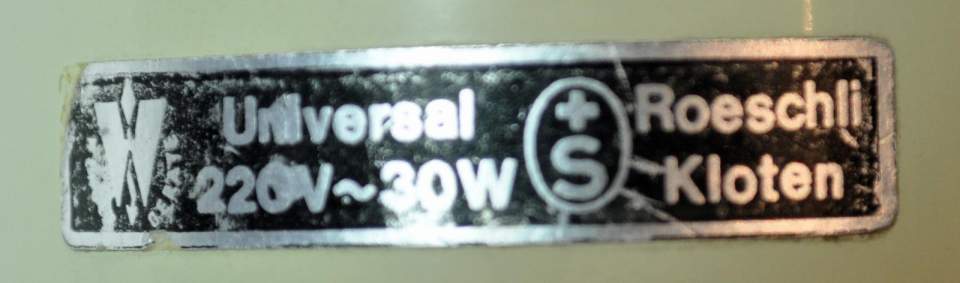 W
Universal
220V~30W
+S
Roeschli
Kloten